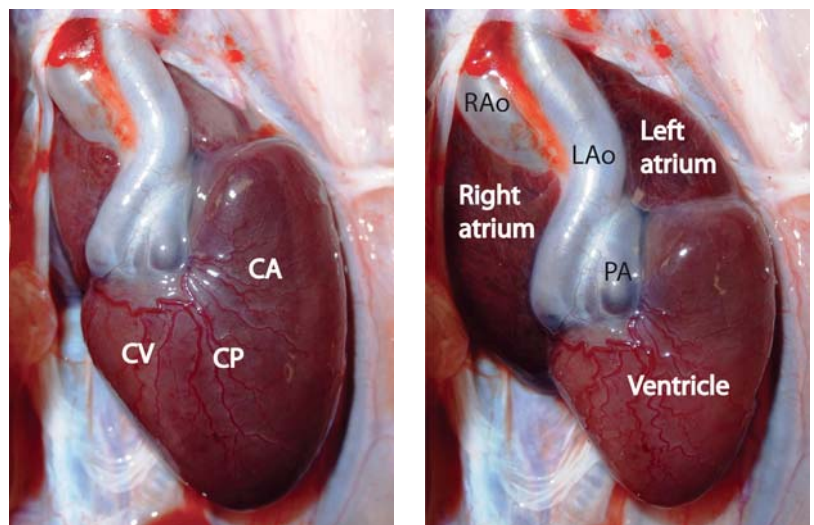 CA
CV
CP
RAo
LAo
Left
atrium
Right
atrium
PA
Ventricle